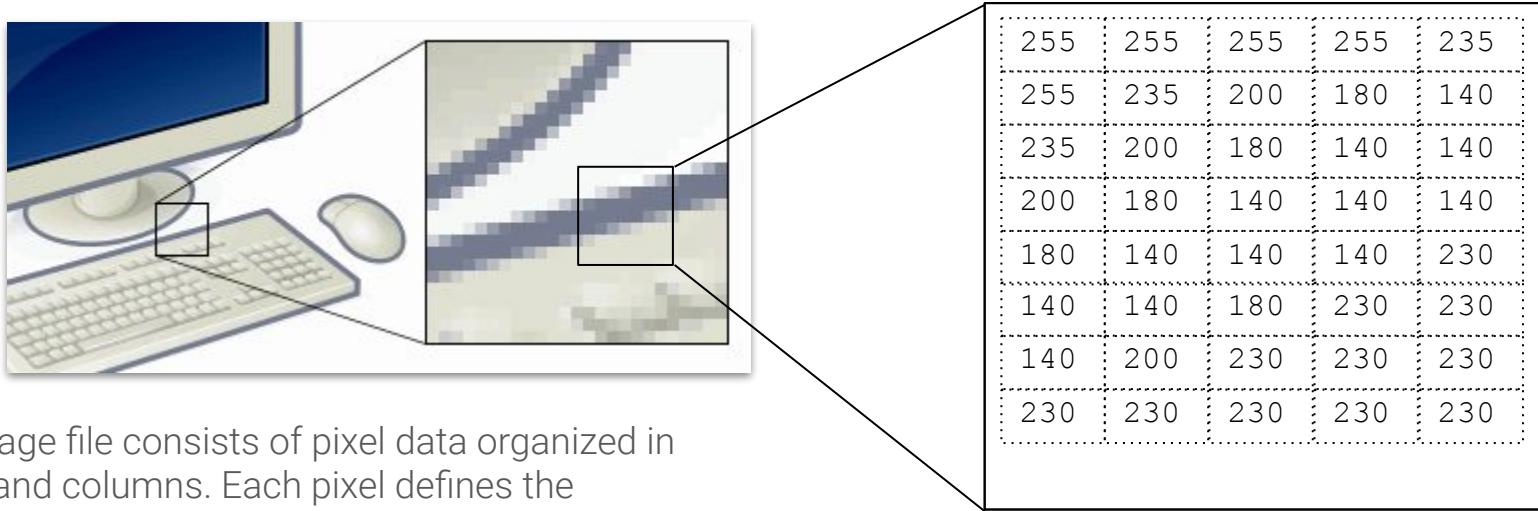 255 255 255 255 235
255 235 200 180 140
235 200 180 140 140
200 180 140 140 140
180 140 140 140 230
140 140 180 230 230
140 200 230 230 230
230 230 230 230 230
age file consists of pixel data organized in
and columns. Each pixel defines the